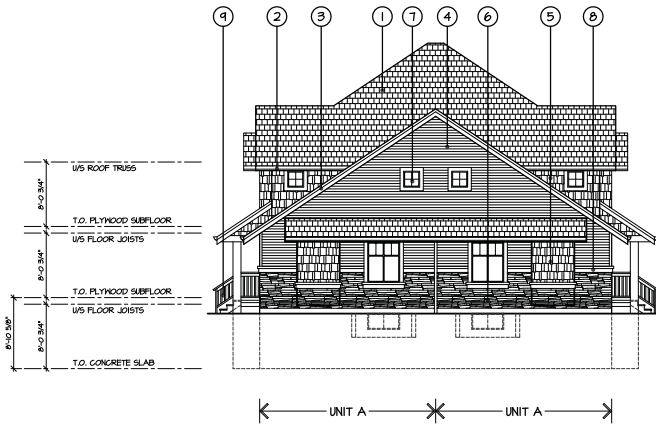 9 2 3 1 7 4 6 5 8
U/S ROOF TRUSS
8'-0 3/4"
T.O. PLYWOOD SUBFLOOR
U/S FLOOR JOISTS
8'-0 3/4"
T.O. PLYWOOD SUBFLOOR
U/S FLOOR JOISTS
8'-10 5/8"
8'-0 3/4"
T.O. CONCRETE SLAB
UNIT A UNIT A